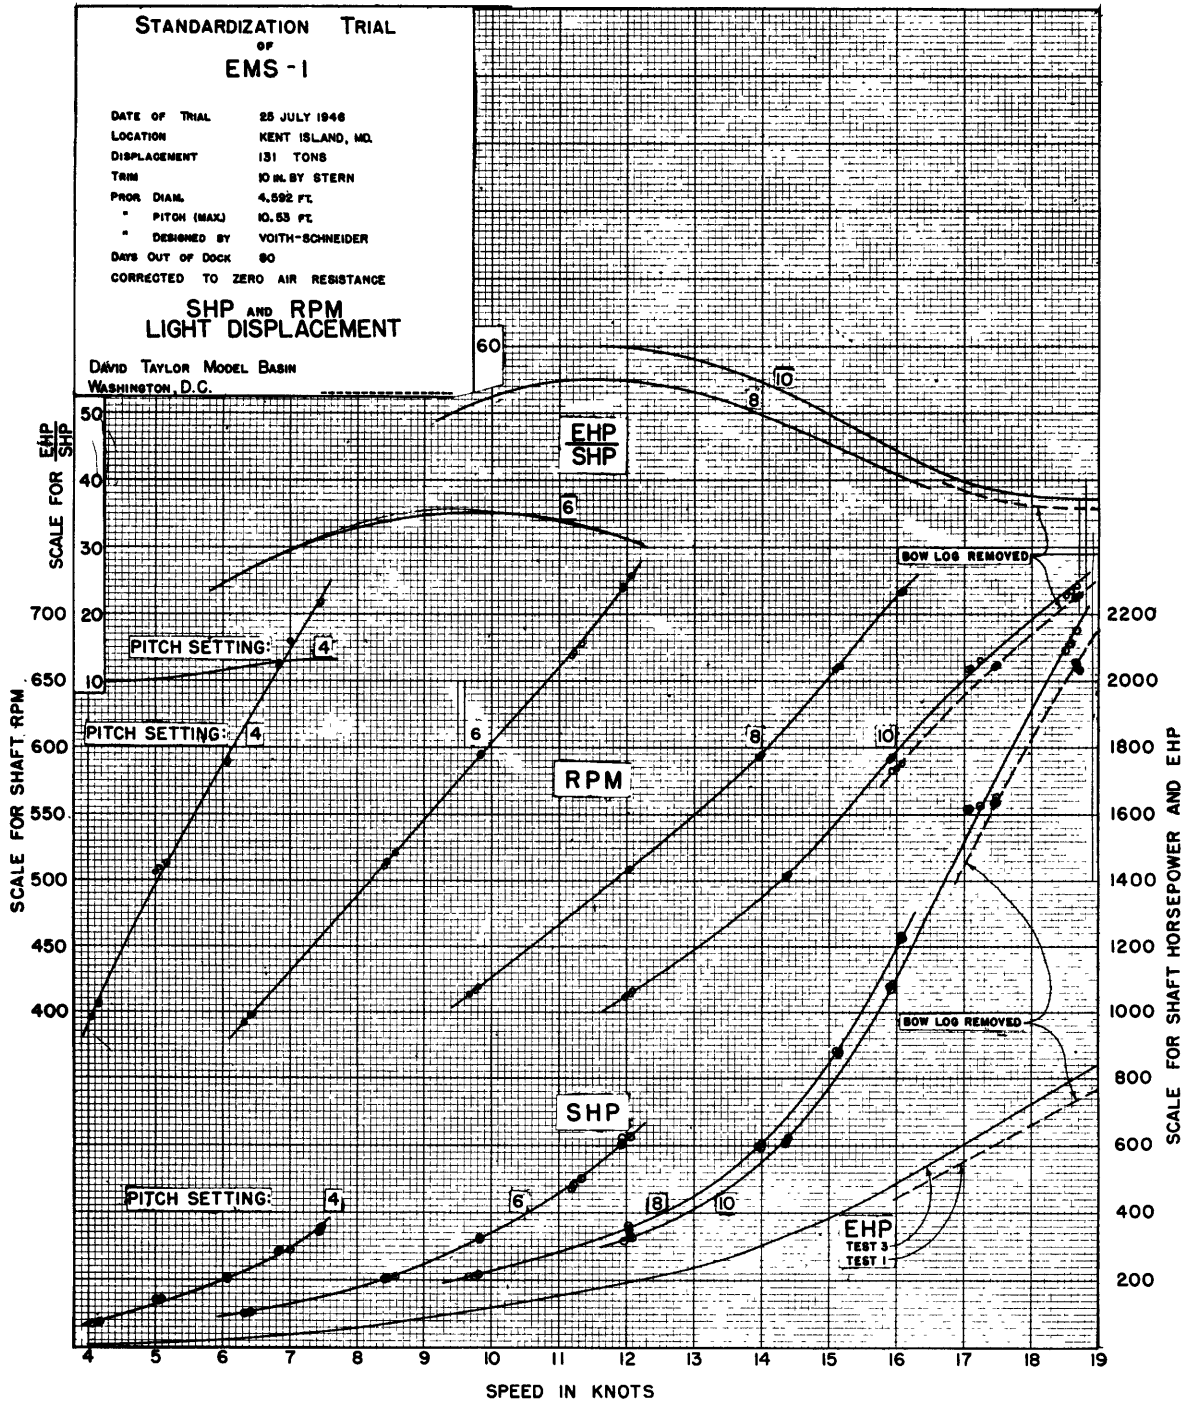 STANDARDIZATION TRIAL
OF
EMS-1
DATE OF TRIAL 25 JULY 1946
LOCATION KENT ISLAND, MD.
DISPLACEMENT 131 TONS
TRIM 10 IN. BY STERN
PROR DIAM. 4.592 FT.
" PITCH (MAX.) 10.53 FT.
" DESIGNED BY VOITH-SCHNEIDER
DAYS OUT OF DOCK 80
CORRECTED TO ZERO AIR RESISTANCE
SHP AND RPM
LIGHT DISPLACEMENT
DAVID TAYLOR MODEL BASIN
WASHINGTON, D.C.
SCALE FOR EHP/SHP
60
50
40
30
20
10
10
8
EHP
SHP
6
BOW LOG REMOVED
PITCH SETTING: 4
PITCH SETTING: 4
6
8
10
RPM
SCALE FOR SHAFT RPM
700
650
600
550
500
450
400
SCALE FOR SHAFT HORSEPOWER AND EHP
2200
2000
1800
1600
1400
1200
1000
800
600
400
200
BOW LOG REMOVED
SHP
PITCH SETTING: 4
6
8
10
EHP
TEST 3
TEST 1
4 5 6 7 8 9 10 11 12 13 14 15 16 17 18 19
SPEED IN KNOTS